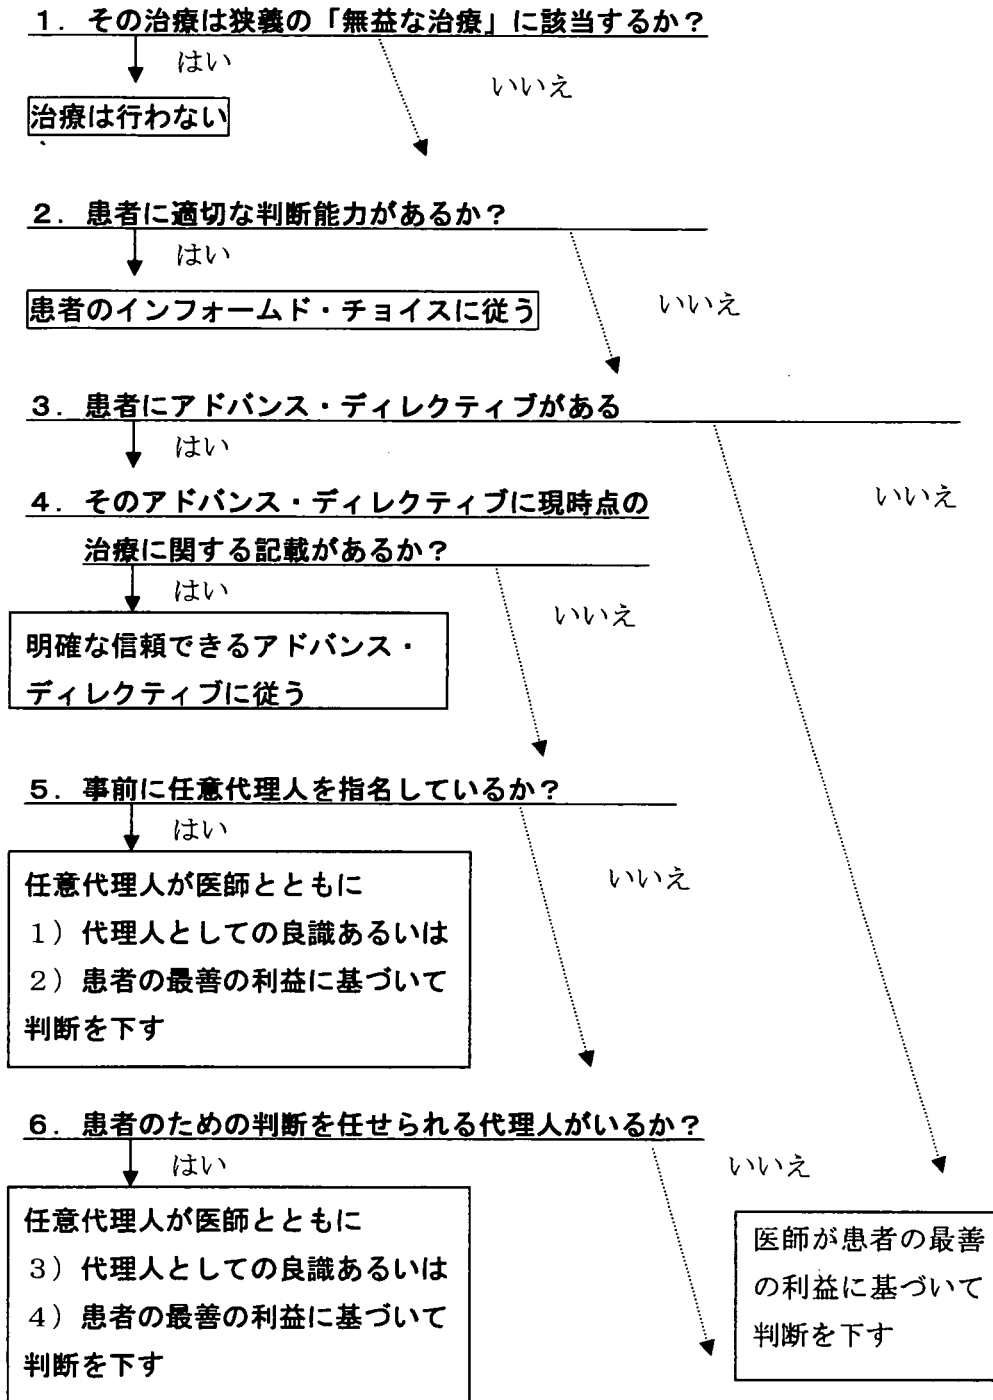 1. その治療は狭義の「無益な治療」に該当するか?
はい
いいえ
治療は行わない
2. 患者に適切な判断能力があるか?
はい
いいえ
患者のインフォームド・チョイスに従う
3. 患者にアドバンス・ディレクティブがある
はい
いいえ
4. そのアドバンス・ディレクティブに現時点の
治療に関する記載があるか?
はい
いいえ
明確な信頼できるアドバンス・
ディレクティブに従う
5. 事前に任意代理人を指名しているか?
はい
いいえ
任意代理人が医師とともに
1)代理人としての良識あるいは
2)患者の最善の利益に基づいて
判断を下す
6. 患者のための判断を任せられる代理人がいるか?
はい
いいえ
任意代理人が医師とともに
3)代理人としての良識あるいは
4)患者の最善の利益に基づいて
判断を下す
医師が患者の最善
の利益に基づいて
判断を下す